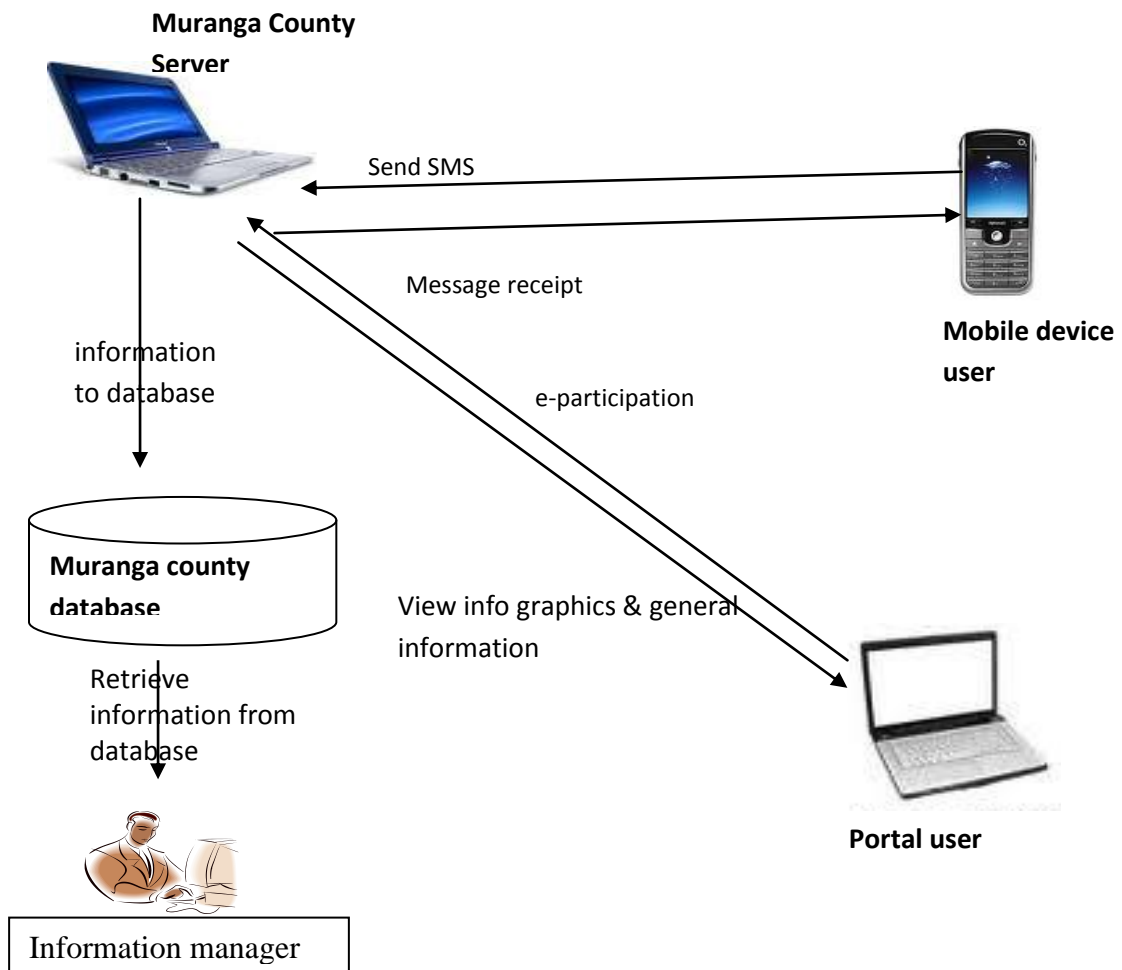 Muranga County
Server
Send SMS
Message receipt
Mobile device
user
information
to database
e-participation
Muranga county
database
View info graphics & general
information
Retrieve
information from
database
Portal user
Information manager